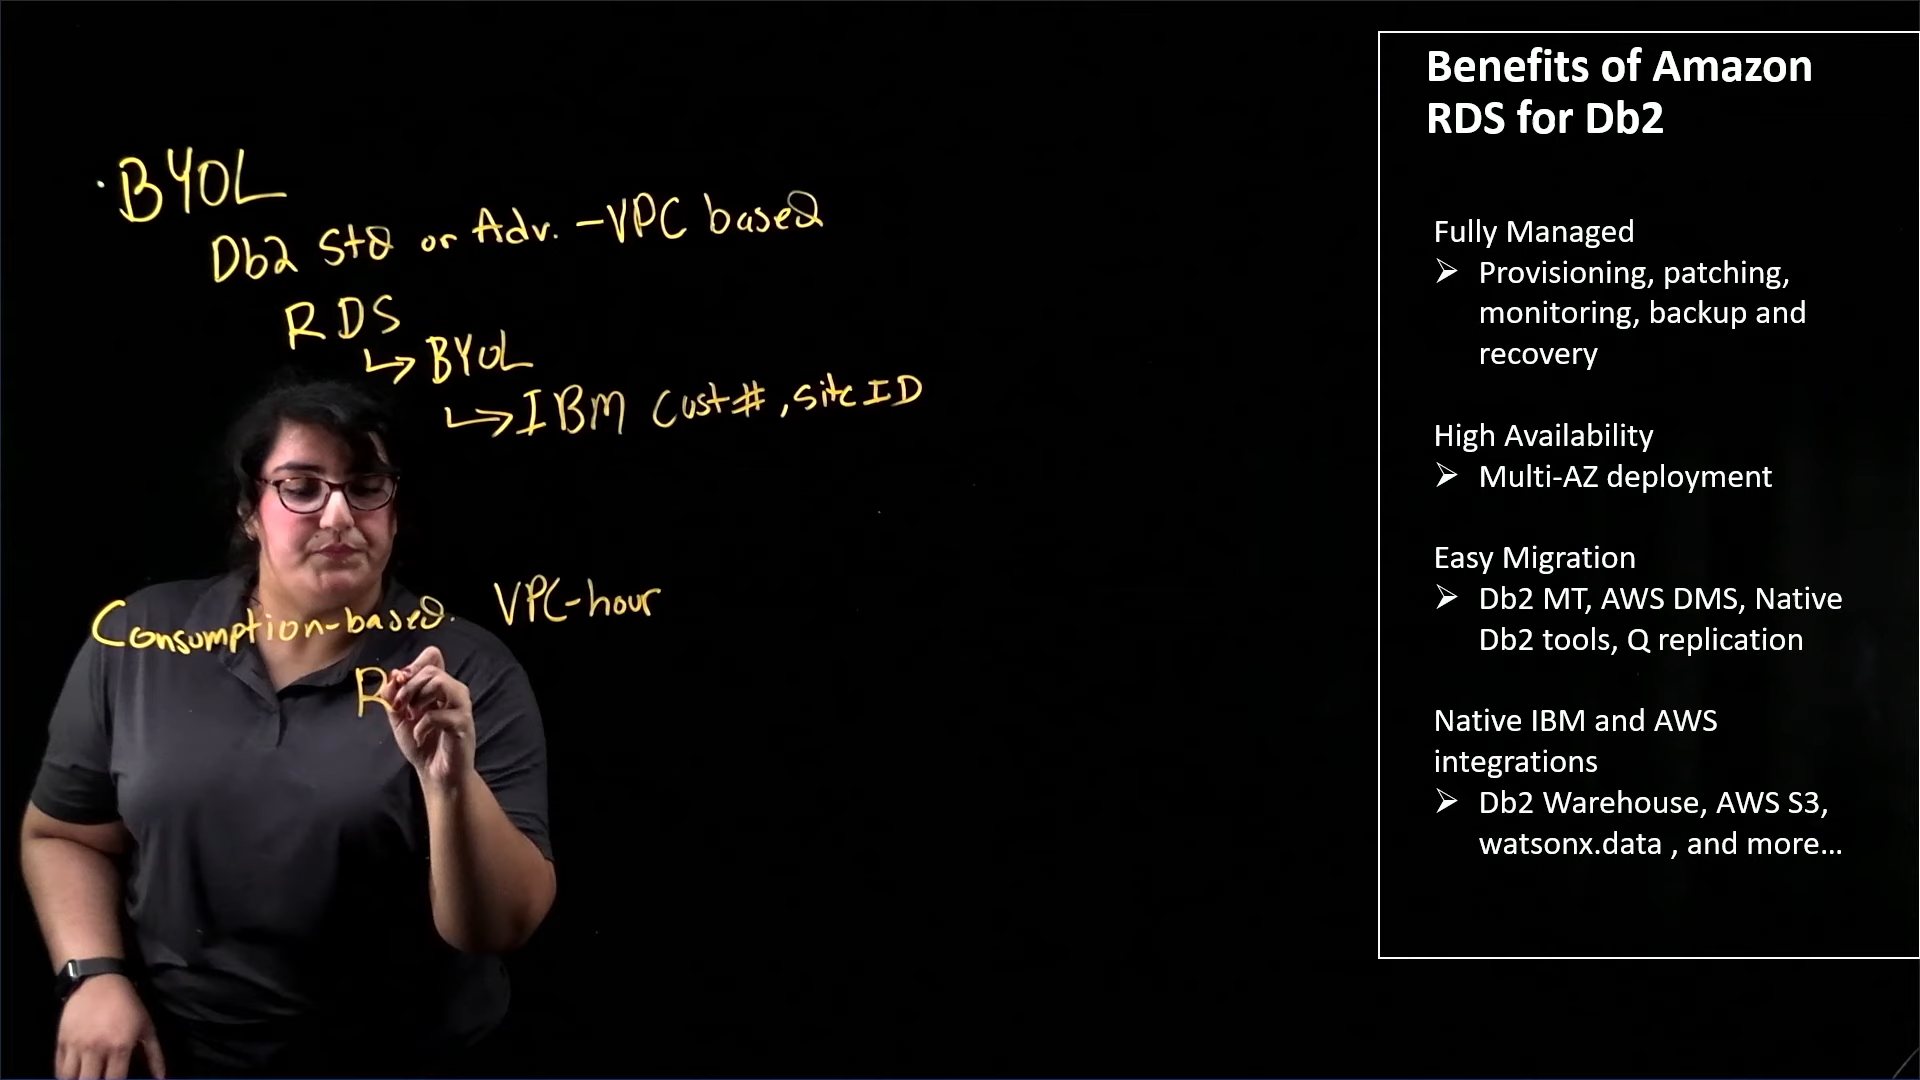 · BYOL
Db2 Std or Adv. - VPC based
RDS
↳ BYOL
↳ IBM Cust#, site ID
Consumption-based. VPC-hour
R
Benefits of Amazon
RDS for Db2
Fully Managed
➢ Provisioning, patching,
monitoring, backup and
recovery
High Availability
➢ Multi-AZ deployment
Easy Migration
➢ Db2 MT, AWS DMS, Native
Db2 tools, Q replication
Native IBM and AWS
integrations
➢ Db2 Warehouse, AWS S3,
watsonx.data , and more...